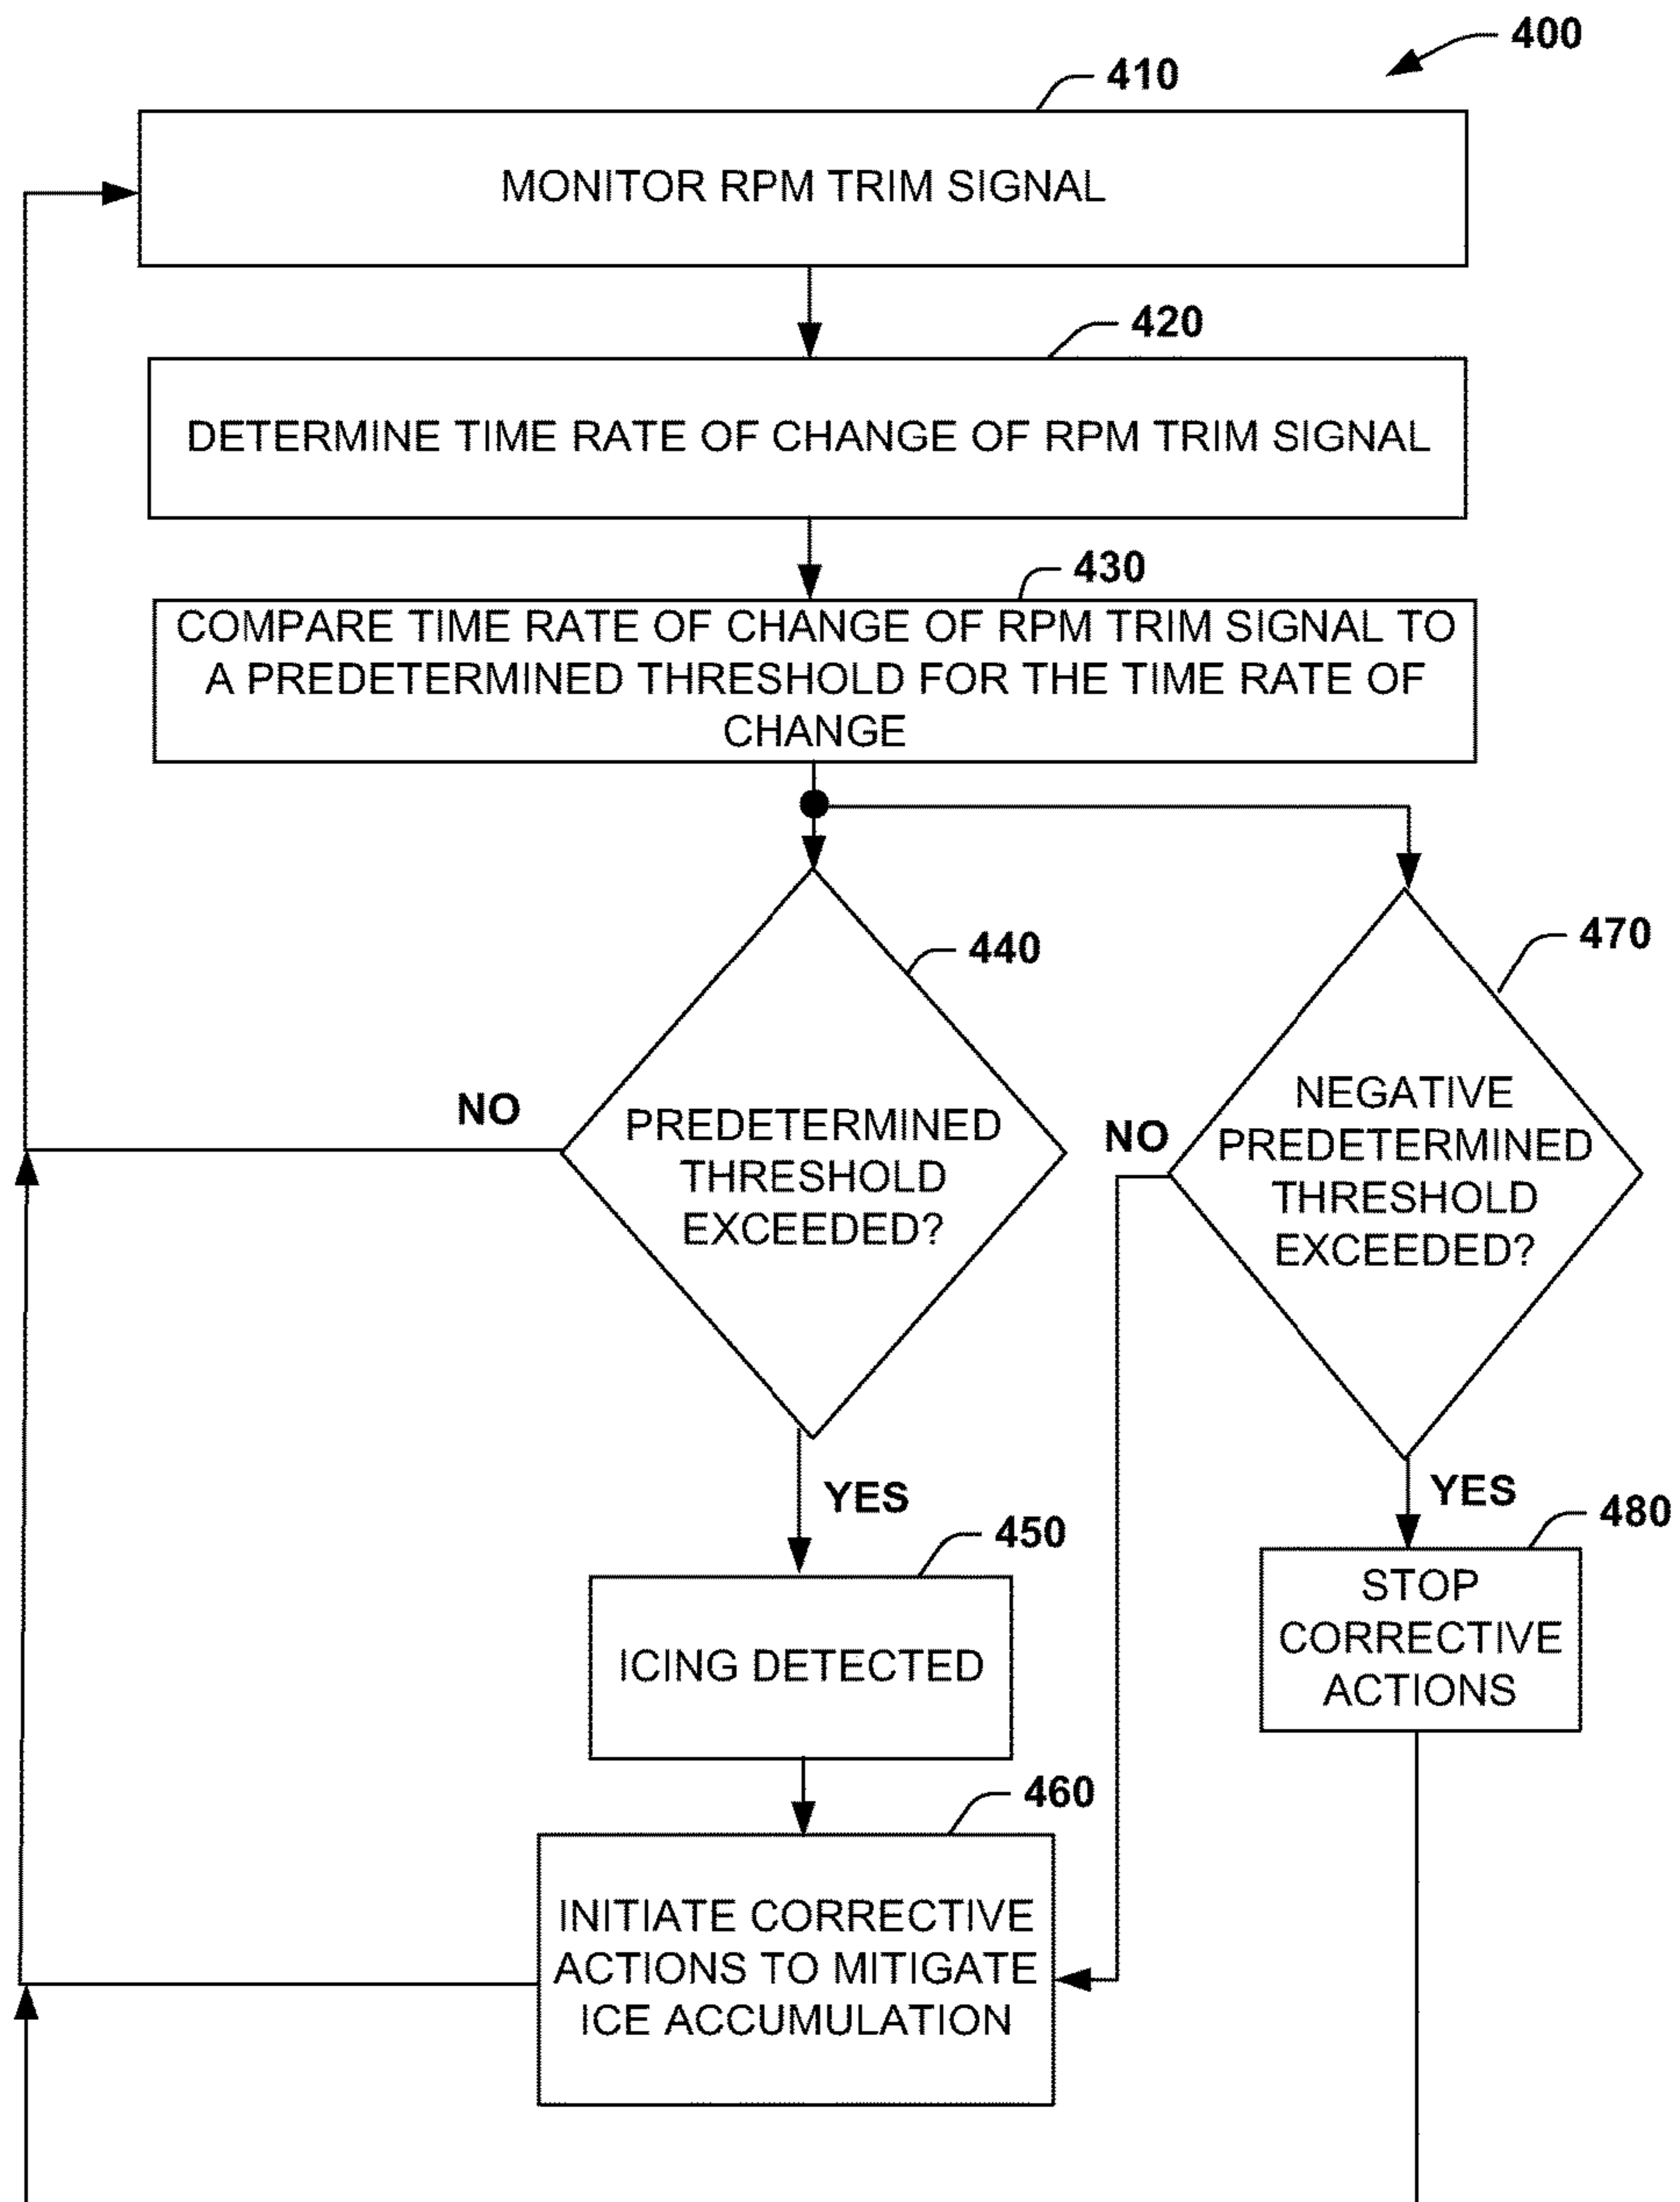 400
410
MONITOR RPM TRIM SIGNAL
420
DETERMINE TIME RATE OF CHANGE OF RPM TRIM SIGNAL
430
COMPARE TIME RATE OF CHANGE OF RPM TRIM SIGNAL TO
A PREDETERMINED THRESHOLD FOR THE TIME RATE OF
CHANGE
440
PREDETERMINED
THRESHOLD
EXCEEDED?
NO
YES
470
NEGATIVE
PREDETERMINED
THRESHOLD
EXCEEDED?
NO
YES
450
ICING DETECTED
460
INITIATE CORRECTIVE
ACTIONS TO MITIGATE
ICE ACCUMULATION
480
STOP
CORRECTIVE
ACTIONS